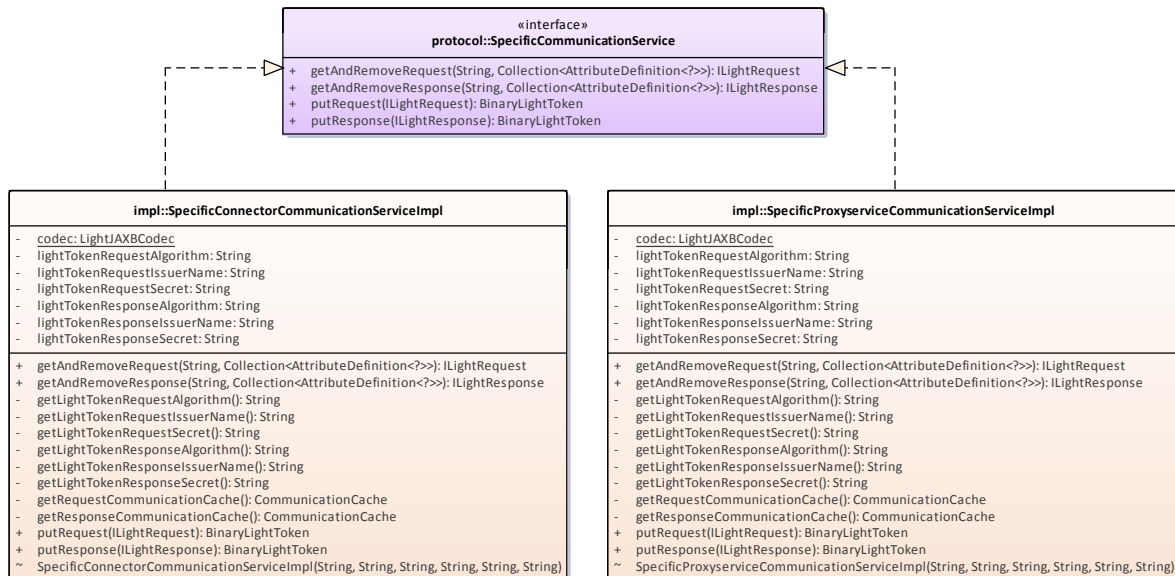 «interface»
protocol::SpecificCommunicationService
+ getAndRemoveRequest(String, Collection<AttributeDefinition<?>>): ILightRequest
+ getAndRemoveResponse(String, Collection<AttributeDefinition<?>>): ILightResponse
+ putRequest(ILightRequest): BinaryLightToken
+ putResponse(ILightResponse): BinaryLightToken
impl::SpecificConnectorCommunicationServiceImpl
- codec: LightJAXBCodec
- lightTokenRequestAlgorithm: String
- lightTokenRequestIssuerName: String
- lightTokenRequestSecret: String
- lightTokenResponseAlgorithm: String
- lightTokenResponseIssuerName: String
- lightTokenResponseSecret: String
+ getAndRemoveRequest(String, Collection<AttributeDefinition<?>>): ILightRequest
+ getAndRemoveResponse(String, Collection<AttributeDefinition<?>>): ILightResponse
- getLightTokenRequestAlgorithm(): String
- getLightTokenRequestIssuerName(): String
- getLightTokenRequestSecret(): String
- getLightTokenResponseAlgorithm(): String
- getLightTokenResponseIssuerName(): String
- getLightTokenResponseSecret(): String
- getRequestCommunicationCache(): CommunicationCache
- getResponseCommunicationCache(): CommunicationCache
+ putRequest(ILightRequest): BinaryLightToken
+ putResponse(ILightResponse): BinaryLightToken
~ SpecificConnectorCommunicationServiceImpl(String, String, String, String, String, String)
impl::SpecificProxyserviceCommunicationServiceImpl
- codec: LightJAXBCodec
- lightTokenRequestAlgorithm: String
- lightTokenRequestIssuerName: String
- lightTokenRequestSecret: String
- lightTokenResponseAlgorithm: String
- lightTokenResponseIssuerName: String
- lightTokenResponseSecret: String
+ getAndRemoveRequest(String, Collection<AttributeDefinition<?>>): ILightRequest
+ getAndRemoveResponse(String, Collection<AttributeDefinition<?>>): ILightResponse
- getLightTokenRequestAlgorithm(): String
- getLightTokenRequestIssuerName(): String
- getLightTokenRequestSecret(): String
- getLightTokenResponseAlgorithm(): String
- getLightTokenResponseIssuerName(): String
- getLightTokenResponseSecret(): String
- getRequestCommunicationCache(): CommunicationCache
- getResponseCommunicationCache(): CommunicationCache
+ putRequest(ILightRequest): BinaryLightToken
+ putResponse(ILightResponse): BinaryLightToken
~ SpecificProxyserviceCommunicationServiceImpl(String, String, String, String, String, String)